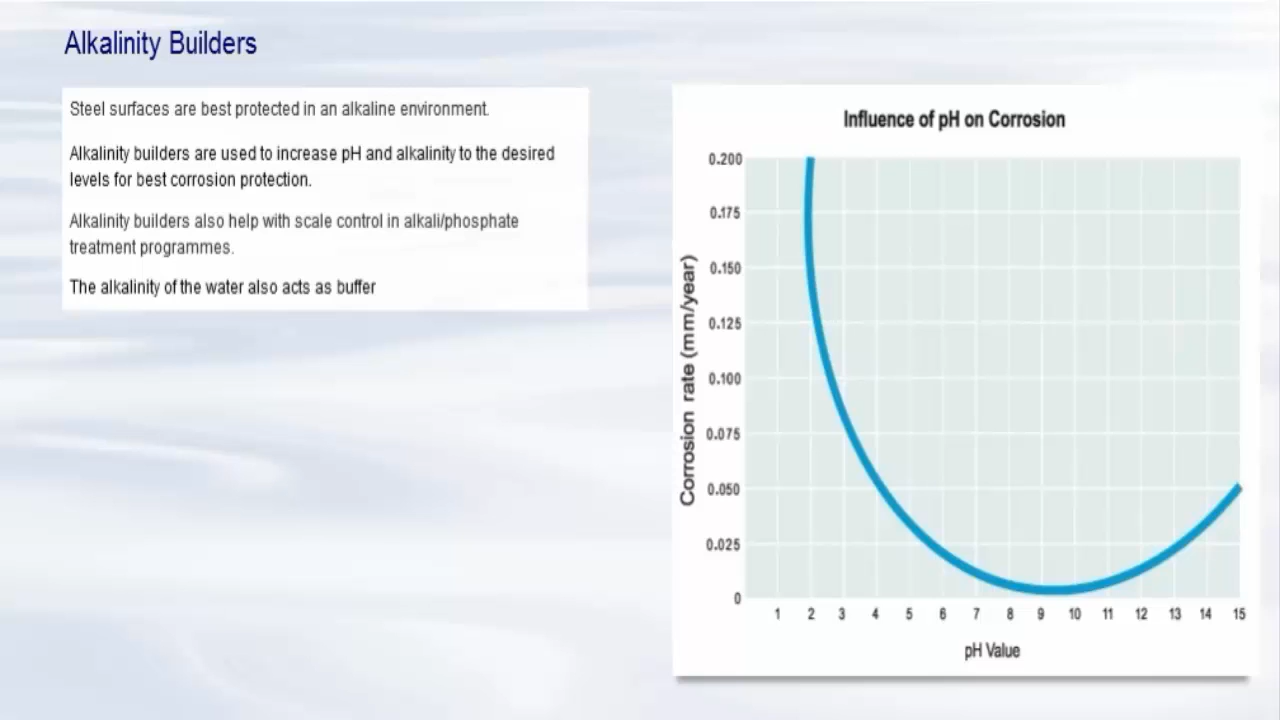 Alkalinity Builders
Steel surfaces are best protected in an alkaline environment.
Alkalinity builders are used to increase pH and alkalinity to the desired
levels for best corrosion protection.
Alkalinity builders also help with scale control in alkali/phosphate
treatment programmes.
The alkalinity of the water also acts as buffer
Influence of pH on Corrosion
Corrosion rate (mm/year)
0.200
0.175
0.150
0.125
0.100
0.075
0.050
0.025
0
1 2 3 4 5 6 7 8 9 10 11 12 13 14 15
pH Value